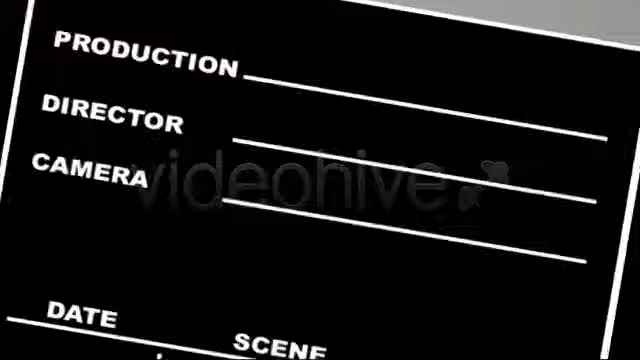 PRODUCTION
DIRECTOR
CAMERA
videohive
DATE
SCENE